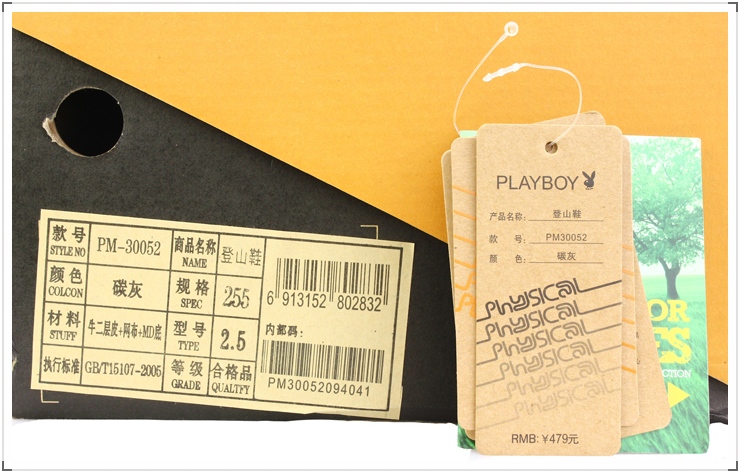 款号 PM-30052 商品名称 登山鞋
STYLE NO NAME
颜色 碳灰 规格 255
COLCON SPEC
材料 牛二层皮+网布+MD底 型号 2.5
STUFF TYPE
执行标准 GB/T15107-2005 等级 合格品
GRADE QUALTFY
6 913152 802832
内部码:
PM30052094041
PLAYBOY
产品名称: 登山鞋
款 号: PM30052
颜 色: 碳灰
Physical
Physical
Physical
Physical
Physical
Physical
RMB: ¥479元
OR
ES
CTION